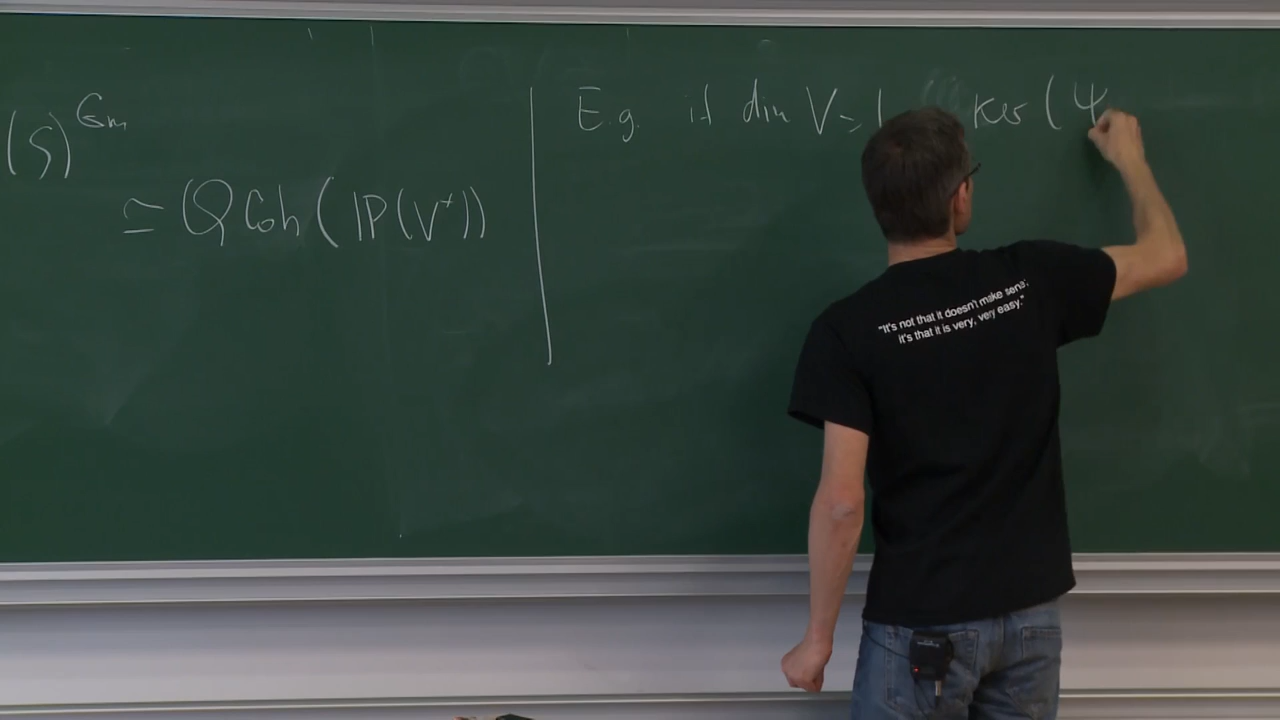 (S)^{Gm}
≃ QCoh(IP(V*))
E.g. if dim V=1 Ker(Ψ
"It's not that it doesn't make sense:
it's that it is very, very easy."